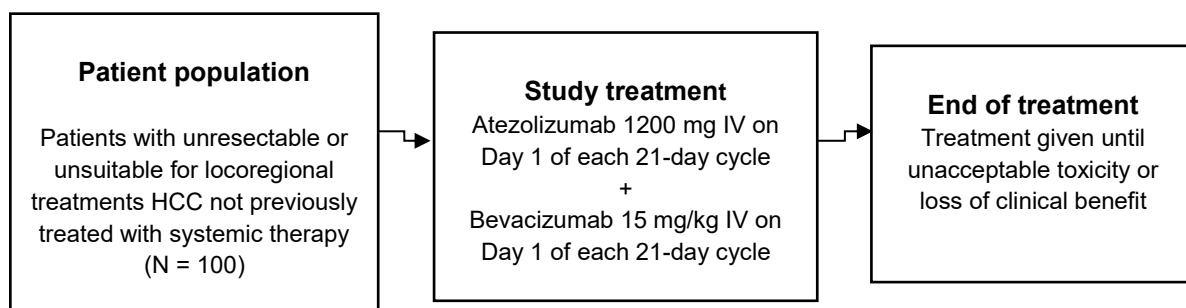 Patient population
Patients with unresectable or
unsuitable for locoregional
treatments HCC not previously
treated with systemic therapy
(N = 100)
Study treatment
Atezolizumab 1200 mg IV on
Day 1 of each 21-day cycle
+
Bevacizumab 15 mg/kg IV on
Day 1 of each 21-day cycle
End of treatment
Treatment given until
unacceptable toxicity or
loss of clinical benefit